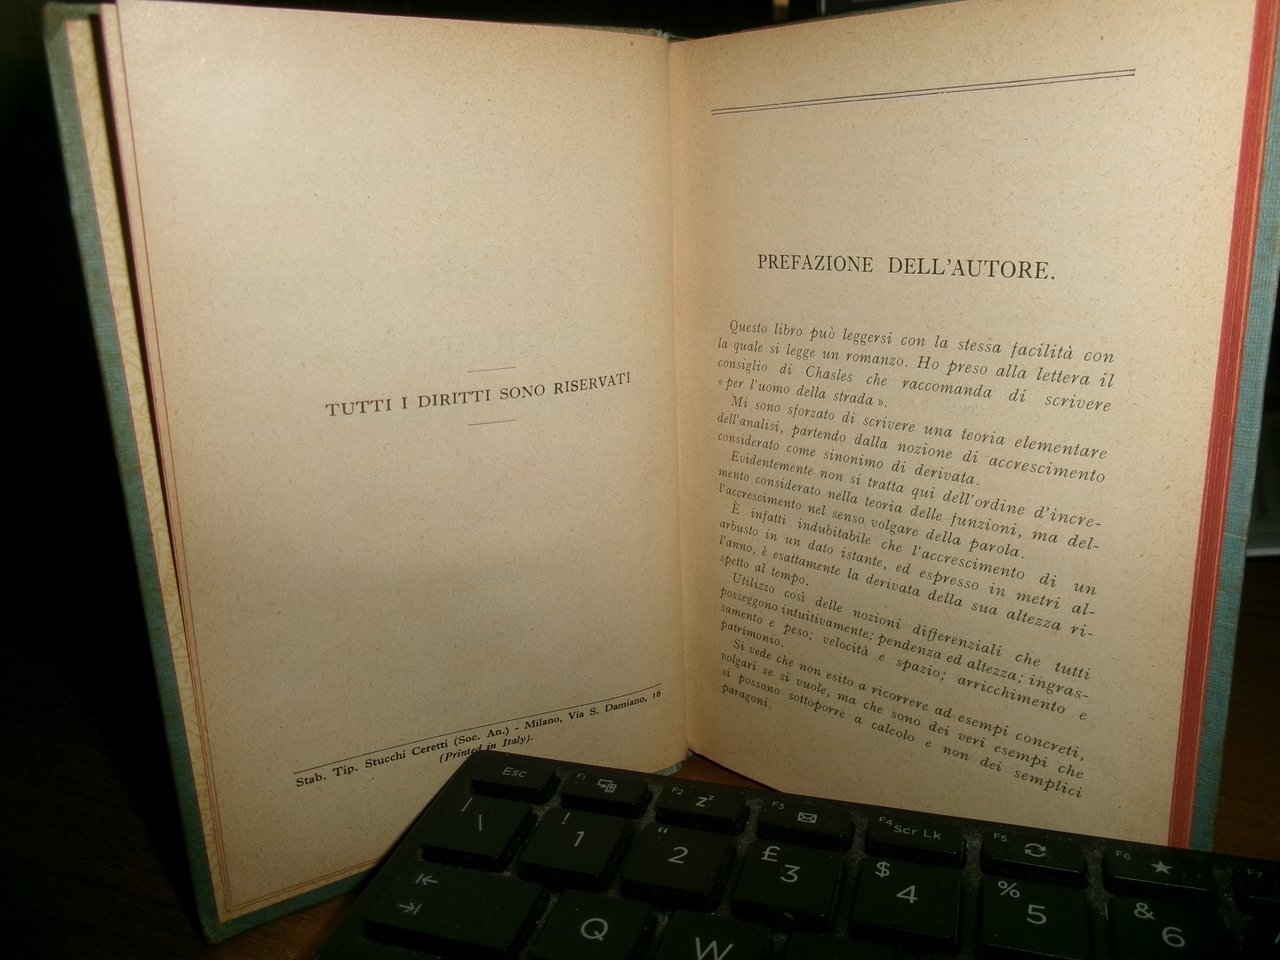 TUTTI I DIRITTI SONO RISERVATI
Stab. Tip. Stucchi Ceretti (Soc. An.) - Milano, Via S. Damiano, 16
(Printed in Italy).
PREFAZIONE DELL'AUTORE.
Questo libro può leggersi con la stessa facilità con
la quale si legge un romanzo. Ho preso alla lettera il
consiglio di Chasles che raccomanda di scrivere
« per l'uomo della strada ».
Mi sono sforzato di scrivere una teoria elementare
dell'analisi, partendo dalla nozione di accrescimento
considerato come sinonimo di derivata.
Evidentemente non si tratta qui dell'ordine d'incre-
mento considerato nella teoria delle funzioni, ma del-
l'accrescimento nel senso volgare della parola.
È infatti indubitabile che l'accrescimento di un
arbusto in un dato istante, ed espresso in metri al-
l'anno, è esattamente la derivata della sua altezza ri-
spetto al tempo.
Utilizzo così delle nozioni differenziali che tutti
posseggono intuitivamente: pendenza ed altezza; ingras-
samento e peso; velocità e spazio; arricchimento e
patrimonio.
Si vede che non esito a ricorrere ad esempi concreti,
volgari se si vuole, ma che sono dei veri esempi che
si possono sottoporre a calcolo e non dei semplici
paragoni.
Esc F1 F2 zzz F3 F4 Scr Lk F5 F6 F7
| \ ! 1 " 2 £ 3 $ 4 % 5 & 6
Q W